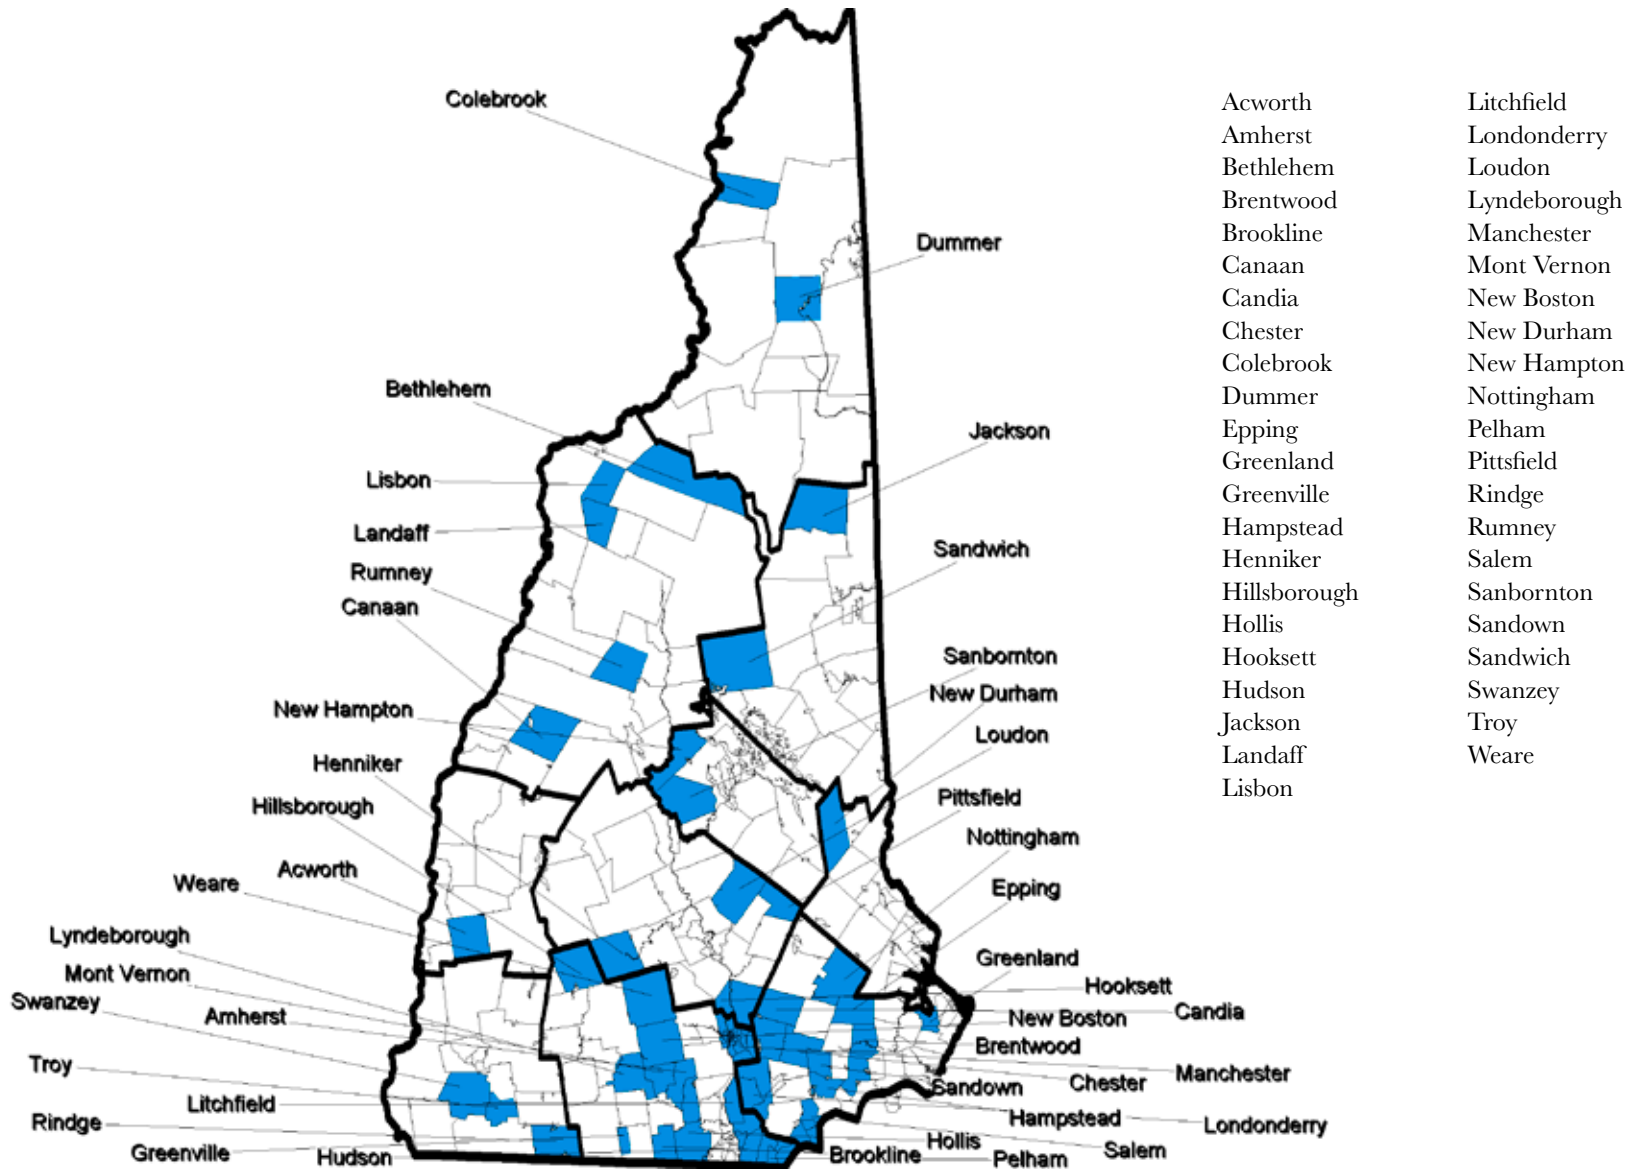 Colebrook
Dummer
Bethlehem
Jackson
Lisbon
Landaff
Sandwich
Rumney
Canaan
Sanbornton
New Durham
New Hampton
Loudon
Henniker
Pittsfield
Hillsborough
Nottingham
Acworth
Weare
Epping
Lyndeborough
Greenland
Mont Vernon
Hooksett
Swanzey
Candia
Amherst
New Boston
Brentwood
Troy
Manchester
Chester
Sandown
Litchfield
Hampstead
Rindge
Londonderry
Hollis
Salem
Greenville
Hudson
Brookline
Pelham
Acworth
Amherst
Bethlehem
Brentwood
Brookline
Canaan
Candia
Chester
Colebrook
Dummer
Epping
Greenland
Greenville
Hampstead
Henniker
Hillsborough
Hollis
Hooksett
Hudson
Jackson
Landaff
Lisbon
Litchfield
Londonderry
Loudon
Lyndeborough
Manchester
Mont Vernon
New Boston
New Durham
New Hampton
Nottingham
Pelham
Pittsfield
Rindge
Rumney
Salem
Sanbornton
Sandown
Sandwich
Swanzey
Troy
Weare